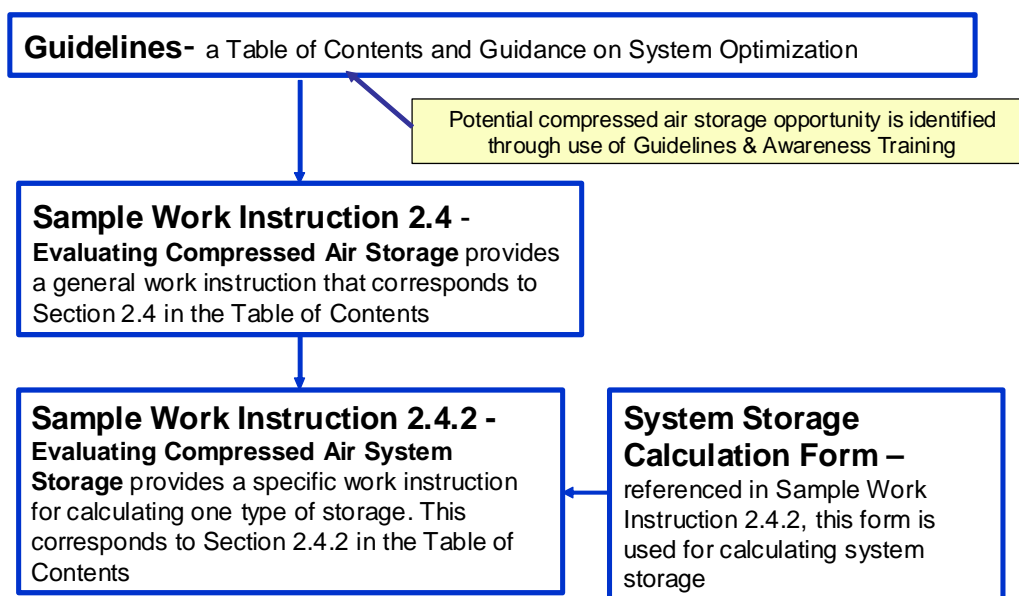 Guidelines- a Table of Contents and Guidance on System Optimization
Potential compressed air storage opportunity is identified
through use of Guidelines & Awareness Training
Sample Work Instruction 2.4 -
Evaluating Compressed Air Storage provides
a general work instruction that corresponds to
Section 2.4 in the Table of Contents
Sample Work Instruction 2.4.2 -
Evaluating Compressed Air System
Storage provides a specific work instruction
for calculating one type of storage. This
corresponds to Section 2.4.2 in the Table of
Contents
System Storage
Calculation Form –
referenced in Sample Work
Instruction 2.4.2, this form is
used for calculating system
storage